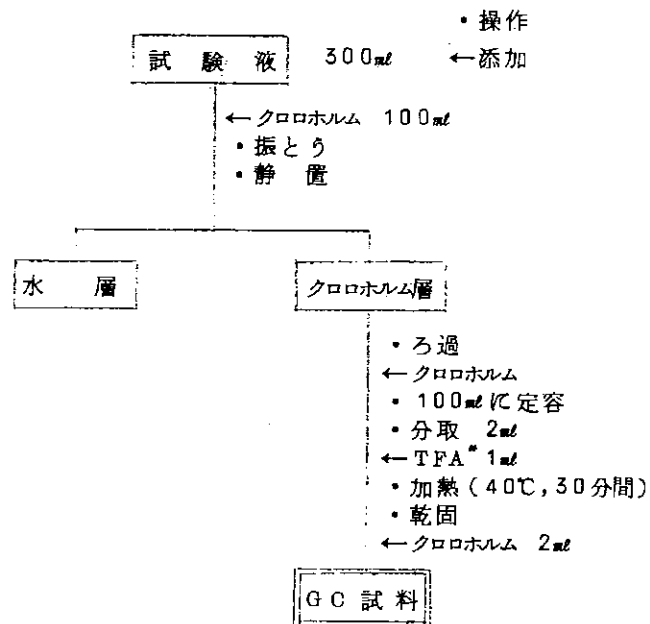 ・操作
試験液 300ml ←添加
←クロロホルム 100ml
・振とう
・静置
水層 クロロホルム層
・ろ過
←クロロホルム
・100mlに定容
・分取 2ml
←TFA* 1ml
・加熱(40℃,30分間)
・乾固
←クロロホルム 2ml
GC試料